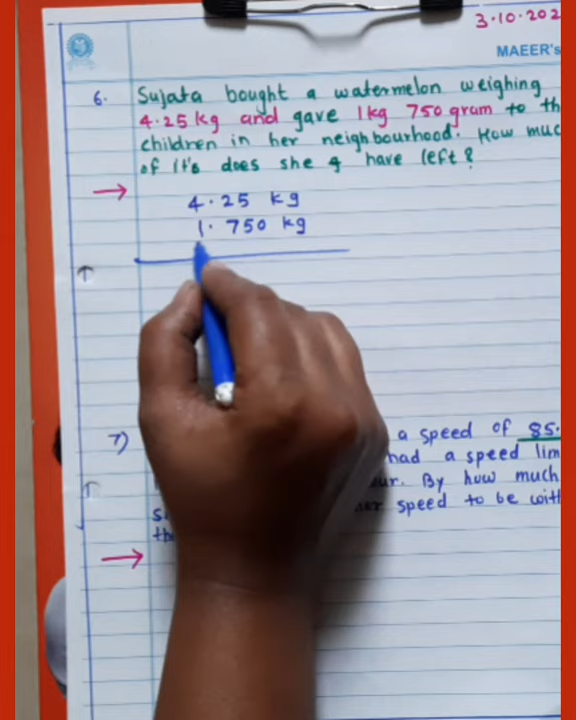 3.10.202
MAEER's
6. Sujata bought a watermelon weighing
4.25 kg and gave 1kg 750 gram to th
children in her neighbourhood. How muc
of it's does she have left?
4.25 kg
1.750 kg
7) a speed of 85.
had a speed lim
ur. By how much
her speed to be with